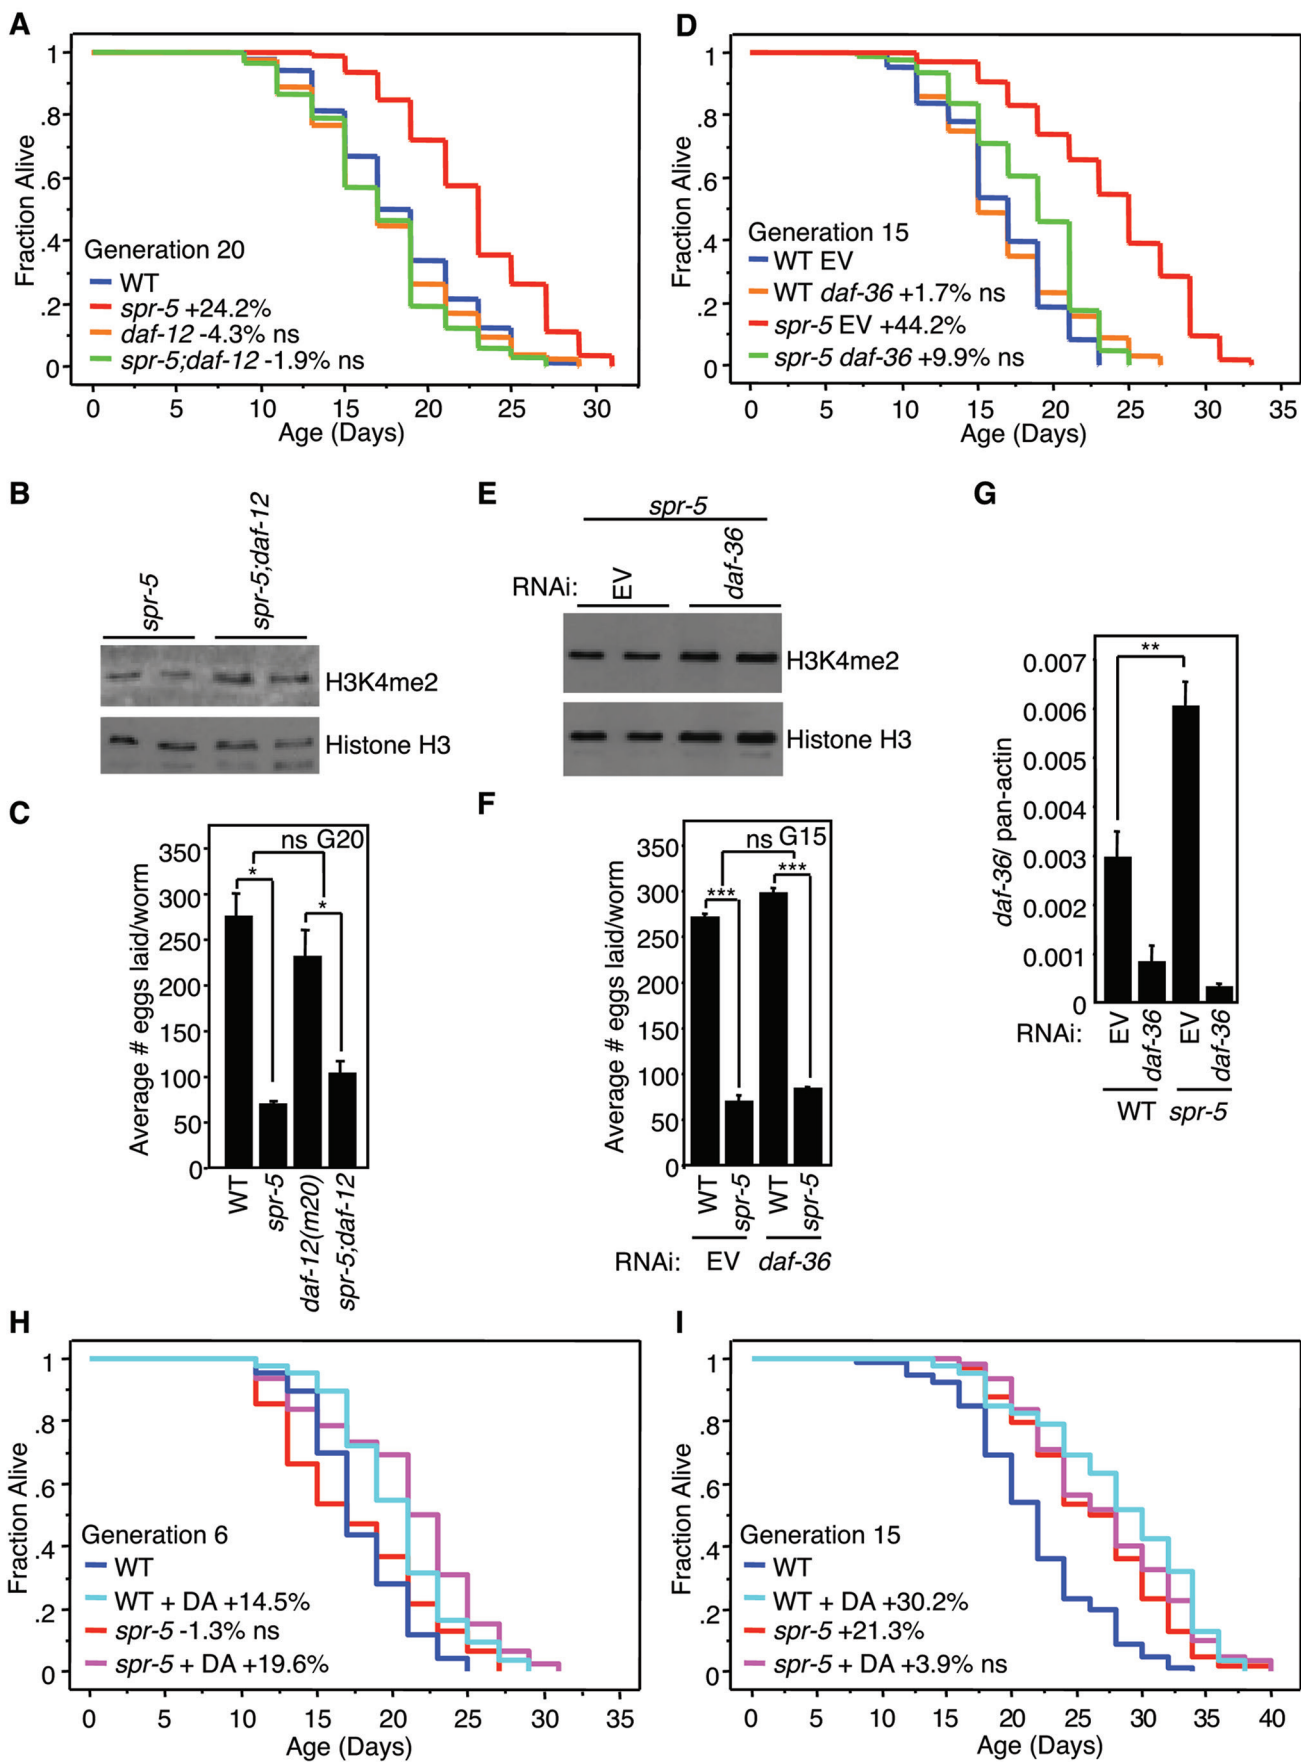 A
Fraction Alive
1
.8
.6
.4
.2
0
Generation 20
WT
spr-5 +24.2%
daf-12 -4.3% ns
spr-5;daf-12 -1.9% ns
0 5 10 15 20 25 30
Age (Days)
D
Fraction Alive
1
.8
.6
.4
.2
0
Generation 15
WT EV
WT daf-36 +1.7% ns
spr-5 EV +44.2%
spr-5 daf-36 +9.9% ns
0 5 10 15 20 25 30 35
Age (Days)
B
spr-5
spr-5;daf-12
H3K4me2
Histone H3
E
spr-5
RNAi: EV daf-36
H3K4me2
Histone H3
G
daf-36/ pan-actin
0.007
0.006
0.005
0.004
0.003
0.002
0.001
0
**
RNAi: EV daf-36 EV daf-36
WT spr-5
C
Average # eggs laid/worm
350
300
250
200
150
100
50
0
ns G20
*
*
WT spr-5 daf-12(m20) spr-5;daf-12
F
Average # eggs laid/worm
350
300
250
200
150
100
50
0
ns G15
***
***
WT spr-5 WT spr-5
RNAi: EV daf-36
H
Fraction Alive
1
.8
.6
.4
.2
0
Generation 6
WT
WT + DA +14.5%
spr-5 -1.3% ns
spr-5 + DA +19.6%
0 5 10 15 20 25 30 35
Age (Days)
I
Fraction Alive
1
.8
.6
.4
.2
0
Generation 15
WT
WT + DA +30.2%
spr-5 +21.3%
spr-5 + DA +3.9% ns
0 5 10 15 20 25 30 35 40
Age (Days)